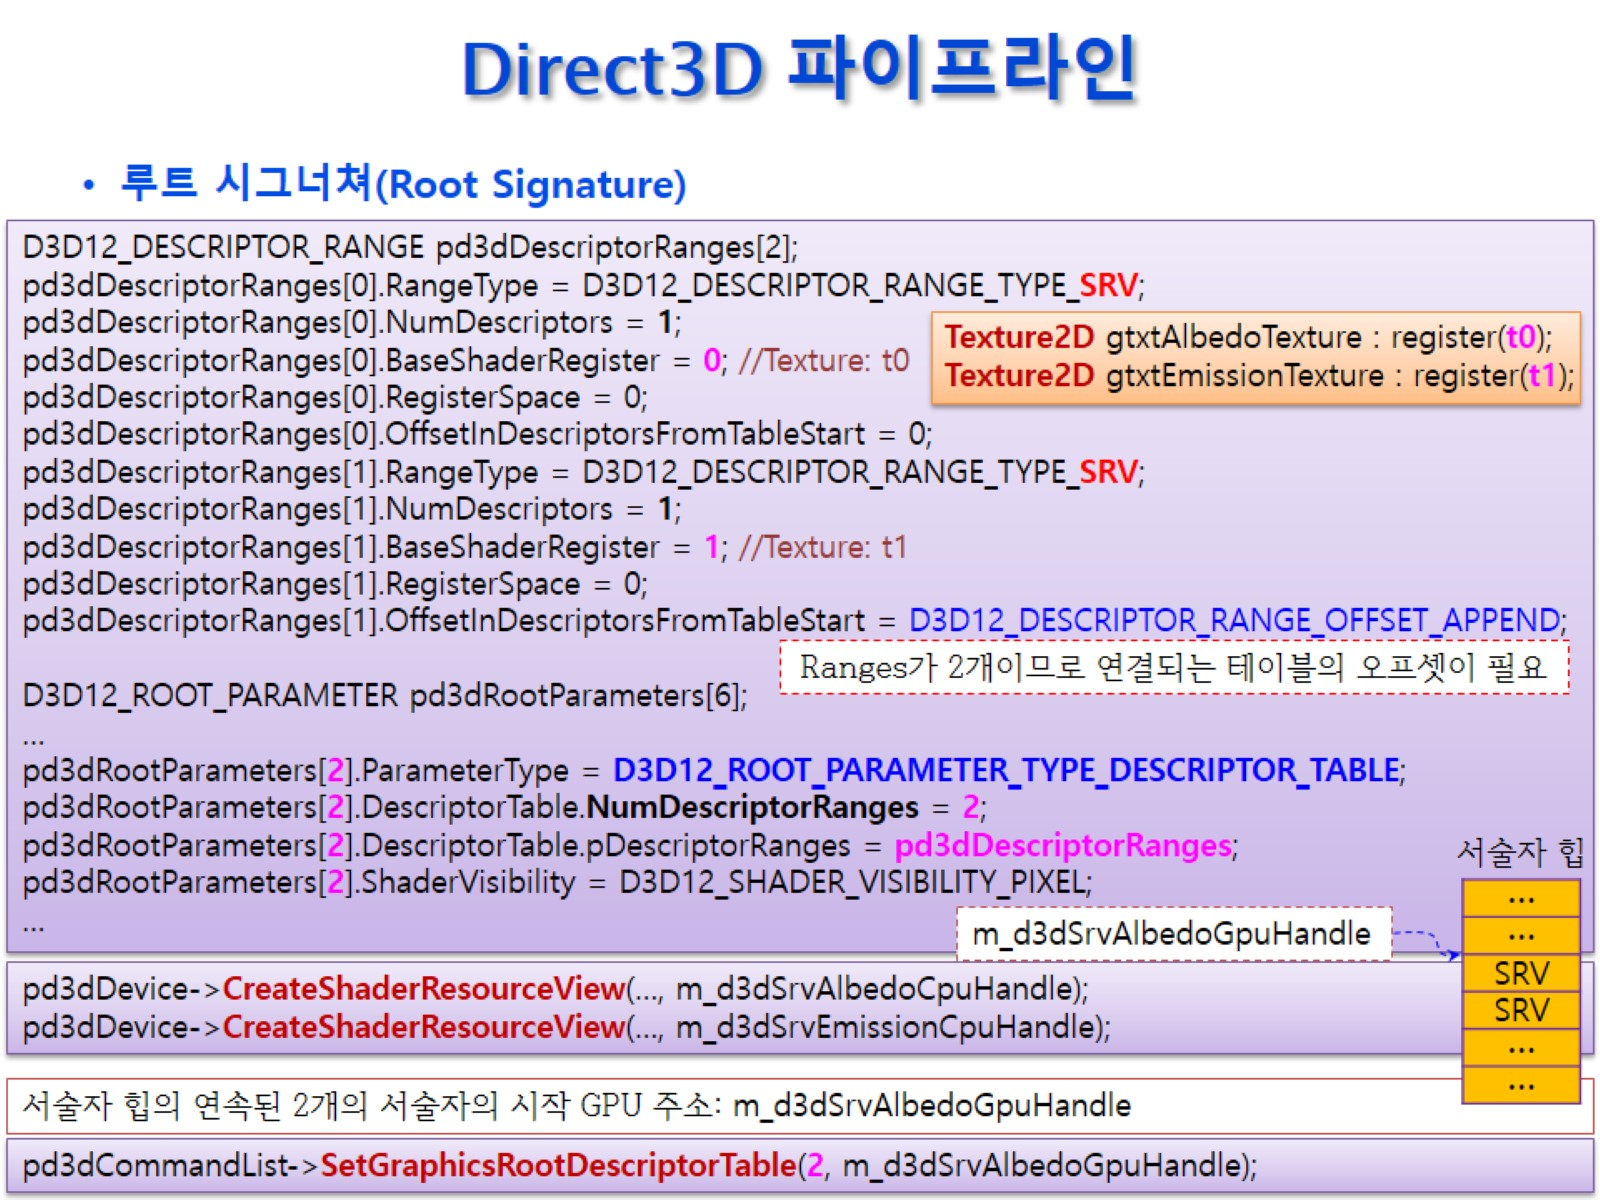 Direct3D 파이프라인
• 루트 시그너쳐(Root Signature)
D3D12_DESCRIPTOR_RANGE pd3dDescriptorRanges[2];
pd3dDescriptorRanges[0].RangeType = D3D12_DESCRIPTOR_RANGE_TYPE_SRV;
pd3dDescriptorRanges[0].NumDescriptors = 1;
pd3dDescriptorRanges[0].BaseShaderRegister = 0; //Texture: t0
pd3dDescriptorRanges[0].RegisterSpace = 0;
pd3dDescriptorRanges[0].OffsetInDescriptorsFromTableStart = 0;
Texture2D gtxtAlbedoTexture : register(t0);
Texture2D gtxtEmissionTexture : register(t1);
pd3dDescriptorRanges[1].RangeType = D3D12_DESCRIPTOR_RANGE_TYPE_SRV;
pd3dDescriptorRanges[1].NumDescriptors = 1;
pd3dDescriptorRanges[1].BaseShaderRegister = 1; //Texture: t1
pd3dDescriptorRanges[1].RegisterSpace = 0;
pd3dDescriptorRanges[1].OffsetInDescriptorsFromTableStart = D3D12_DESCRIPTOR_RANGE_OFFSET_APPEND;
Ranges가 2개이므로 연결되는 테이블의 오프셋이 필요
D3D12_ROOT_PARAMETER pd3dRootParameters[6];
...
pd3dRootParameters[2].ParameterType = D3D12_ROOT_PARAMETER_TYPE_DESCRIPTOR_TABLE;
pd3dRootParameters[2].DescriptorTable.NumDescriptorRanges = 2;
pd3dRootParameters[2].DescriptorTable.pDescriptorRanges = pd3dDescriptorRanges;
pd3dRootParameters[2].ShaderVisibility = D3D12_SHADER_VISIBILITY_PIXEL;
...
m_d3dSrvAlbedoGpuHandle
서술자 힙
...
...
SRV
SRV
...
...
pd3dDevice->CreateShaderResourceView(..., m_d3dSrvAlbedoCpuHandle);
pd3dDevice->CreateShaderResourceView(..., m_d3dSrvEmissionCpuHandle);
서술자 힙의 연속된 2개의 서술자의 시작 GPU 주소: m_d3dSrvAlbedoGpuHandle
pd3dCommandList->SetGraphicsRootDescriptorTable(2, m_d3dSrvAlbedoGpuHandle);